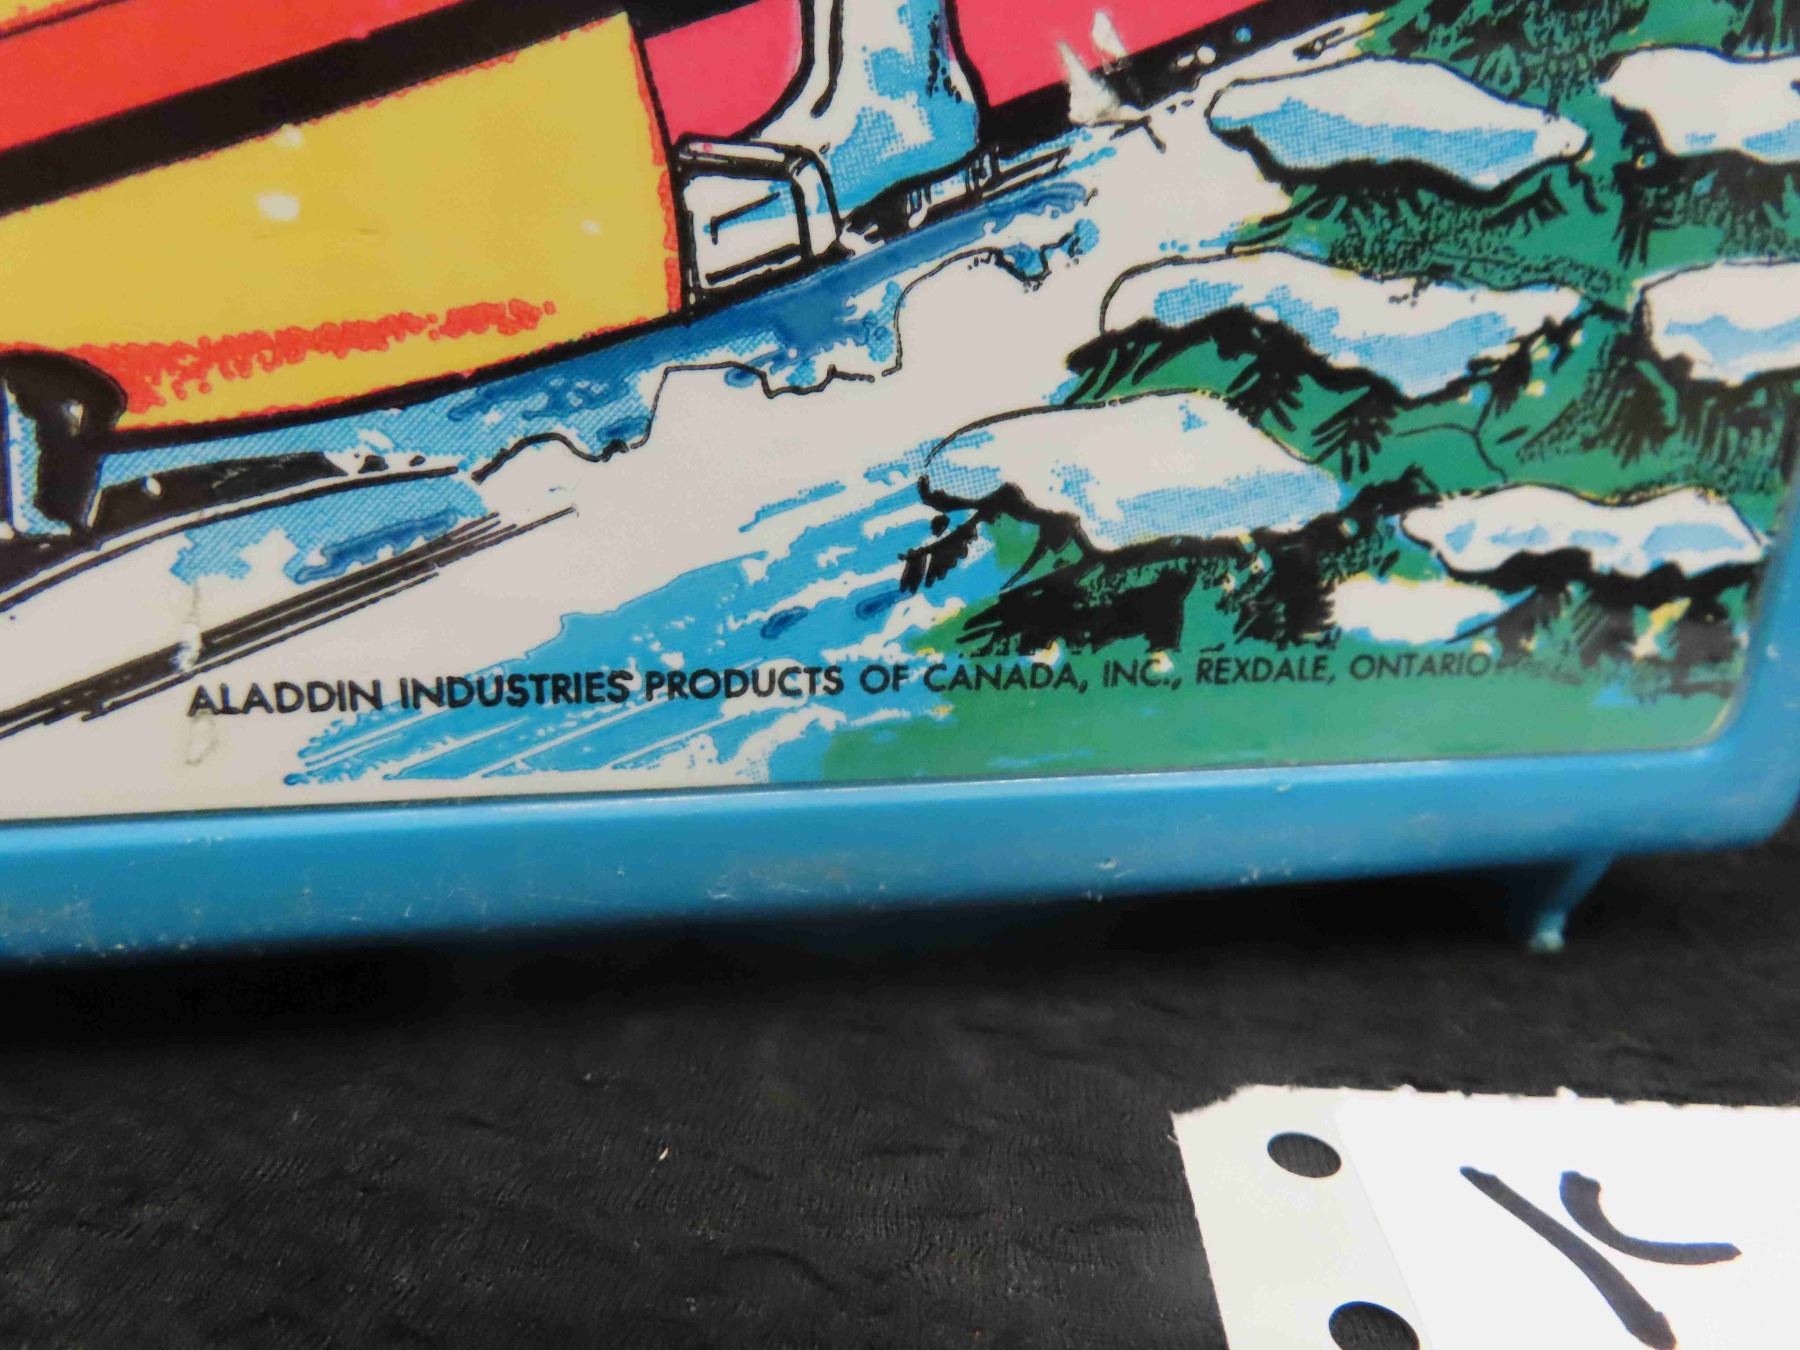 ALADDIN INDUSTRIES PRODUCTS OF CANADA, INC., REXDALE, ONTARIO